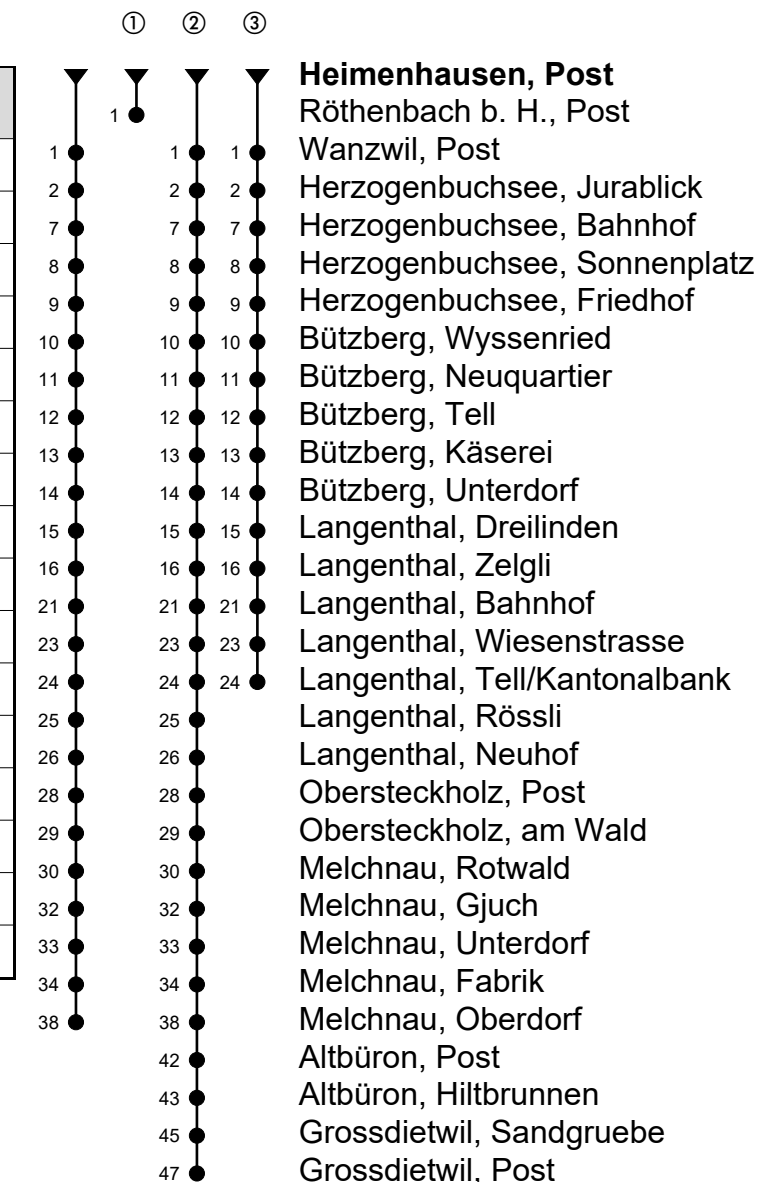 ① ② ③
Heimenhausen, Post
1 Röthenbach b. H., Post
1 1 1 Wanzwil, Post
2 2 2 Herzogenbuchsee, Jurablick
7 7 7 Herzogenbuchsee, Bahnhof
8 8 8 Herzogenbuchsee, Sonnenplatz
9 9 9 Herzogenbuchsee, Friedhof
10 10 10 Bützberg, Wyssenried
11 11 11 Bützberg, Neuquartier
12 12 12 Bützberg, Tell
13 13 13 Bützberg, Käserei
14 14 14 Bützberg, Unterdorf
15 15 15 Langenthal, Dreilinden
16 16 16 Langenthal, Zelgli
21 21 21 Langenthal, Bahnhof
23 23 23 Langenthal, Wiesenstrasse
24 24 24 Langenthal, Tell/Kantonalbank
25 25 Langenthal, Rössli
26 26 Langenthal, Neuhof
28 28 Obersteckholz, Post
29 29 Obersteckholz, am Wald
30 30 Melchnau, Rotwald
32 32 Melchnau, Gjuch
33 33 Melchnau, Unterdorf
34 34 Melchnau, Fabrik
38 38 Melchnau, Oberdorf
42 Altbüron, Post
43 Altbüron, Hiltbrunnen
45 Grossdietwil, Sandgruebe
47 Grossdietwil, Post